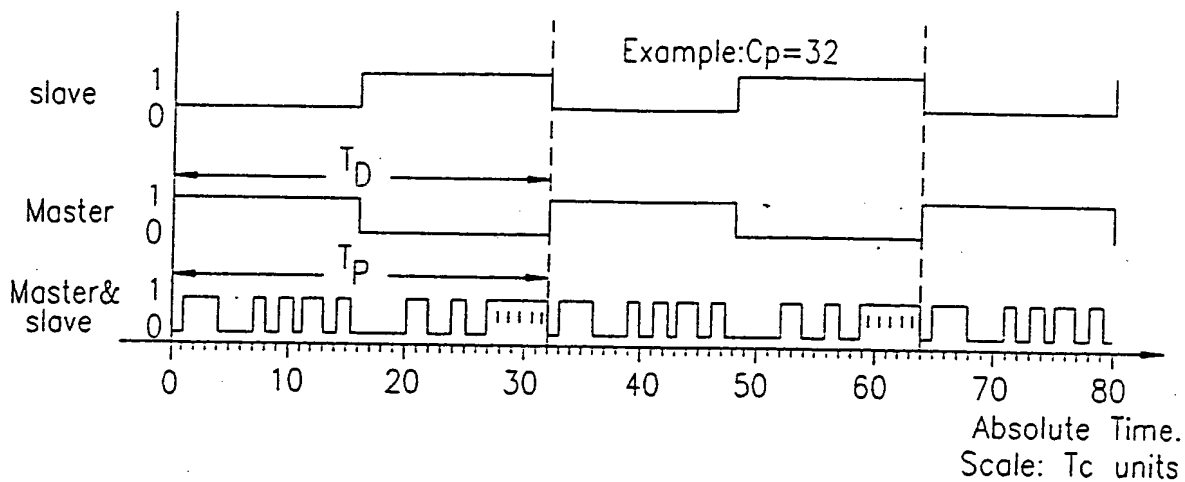 Example:Cp=32
slave
1
0
T_D
Master
1
0
T_P
Master&
slave
1
0
0 10 20 30 40 50 60 70 80
Absolute Time.
Scale: Tc units